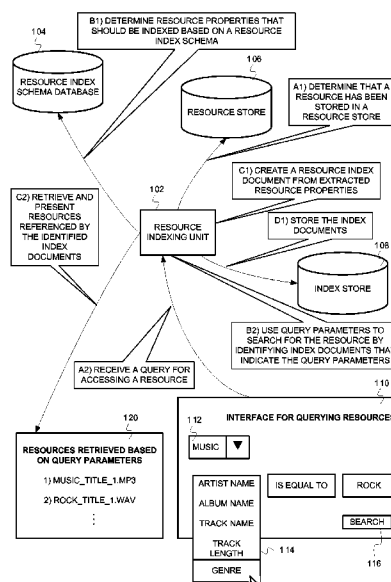 B1) DETERMINE RESOURCE PROPERTIES THAT
SHOULD BE INDEXED BASED ON A RESOURCE
INDEX SCHEMA
104
RESOURCE INDEX
SCHEMA DATABASE
106
RESOURCE STORE
A1) DETERMINE THAT A
RESOURCE HAS BEEN
STORED IN A
RESOURCE STORE
C2) RETRIEVE AND
PRESENT
RESOURCES
REFERENCED BY
THE IDENTIFIED
INDEX
DOCUMENTS
102
RESOURCE
INDEXING UNIT
C1) CREATE A RESOURCE INDEX
DOCUMENT FROM EXTRACTED
RESOURCE PROPERTIES
D1) STORE THE INDEX
DOCUMENTS
108
INDEX STORE
B2) USE QUERY PARAMETERS TO
SEARCH FOR THE RESOURCE BY
IDENTIFYING INDEX DOCUMENTS THA
INDICATE THE QUERY PARAMETERS
A2) RECEIVE A QUERY FOR
ACCESSING A RESOURCE
110
120
RESOURCES RETRIEVED BASED
ON QUERY PARAMETERS
1) MUSIC_TITLE_1.MP3
2) ROCK_TITLE_1.WAV
112
INTERFACE FOR QUERYING RESOURCES
MUSIC
ARTIST NAME
ALBUM NAME
TRACK NAME
TRACK
LENGTH
GENRE
IS EQUAL TO
ROCK
SEARCH
114
116